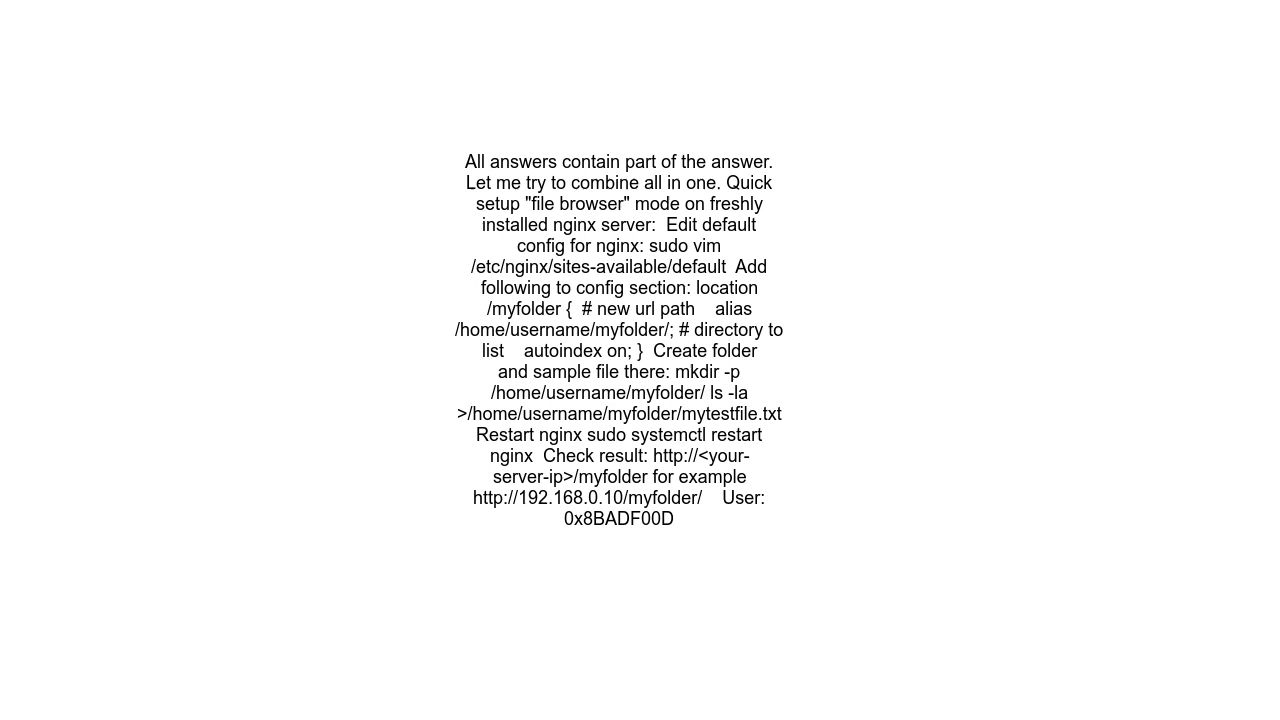 All answers contain part of the answer.
Let me try to combine all in one. Quick
setup "file browser" mode on freshly
installed nginx server:  Edit default
config for nginx: sudo vim
/etc/nginx/sites-available/default  Add
following to config section: location
/myfolder {  # new url path    alias
/home/username/myfolder/; # directory to
list    autoindex on; }  Create folder
and sample file there: mkdir -p
/home/username/myfolder/ ls -la
>/home/username/myfolder/mytestfile.txt
Restart nginx sudo systemctl restart
nginx  Check result: http://<your-
server-ip>/myfolder for example
http://192.168.0.10/myfolder/    User:
0x8BADF00D